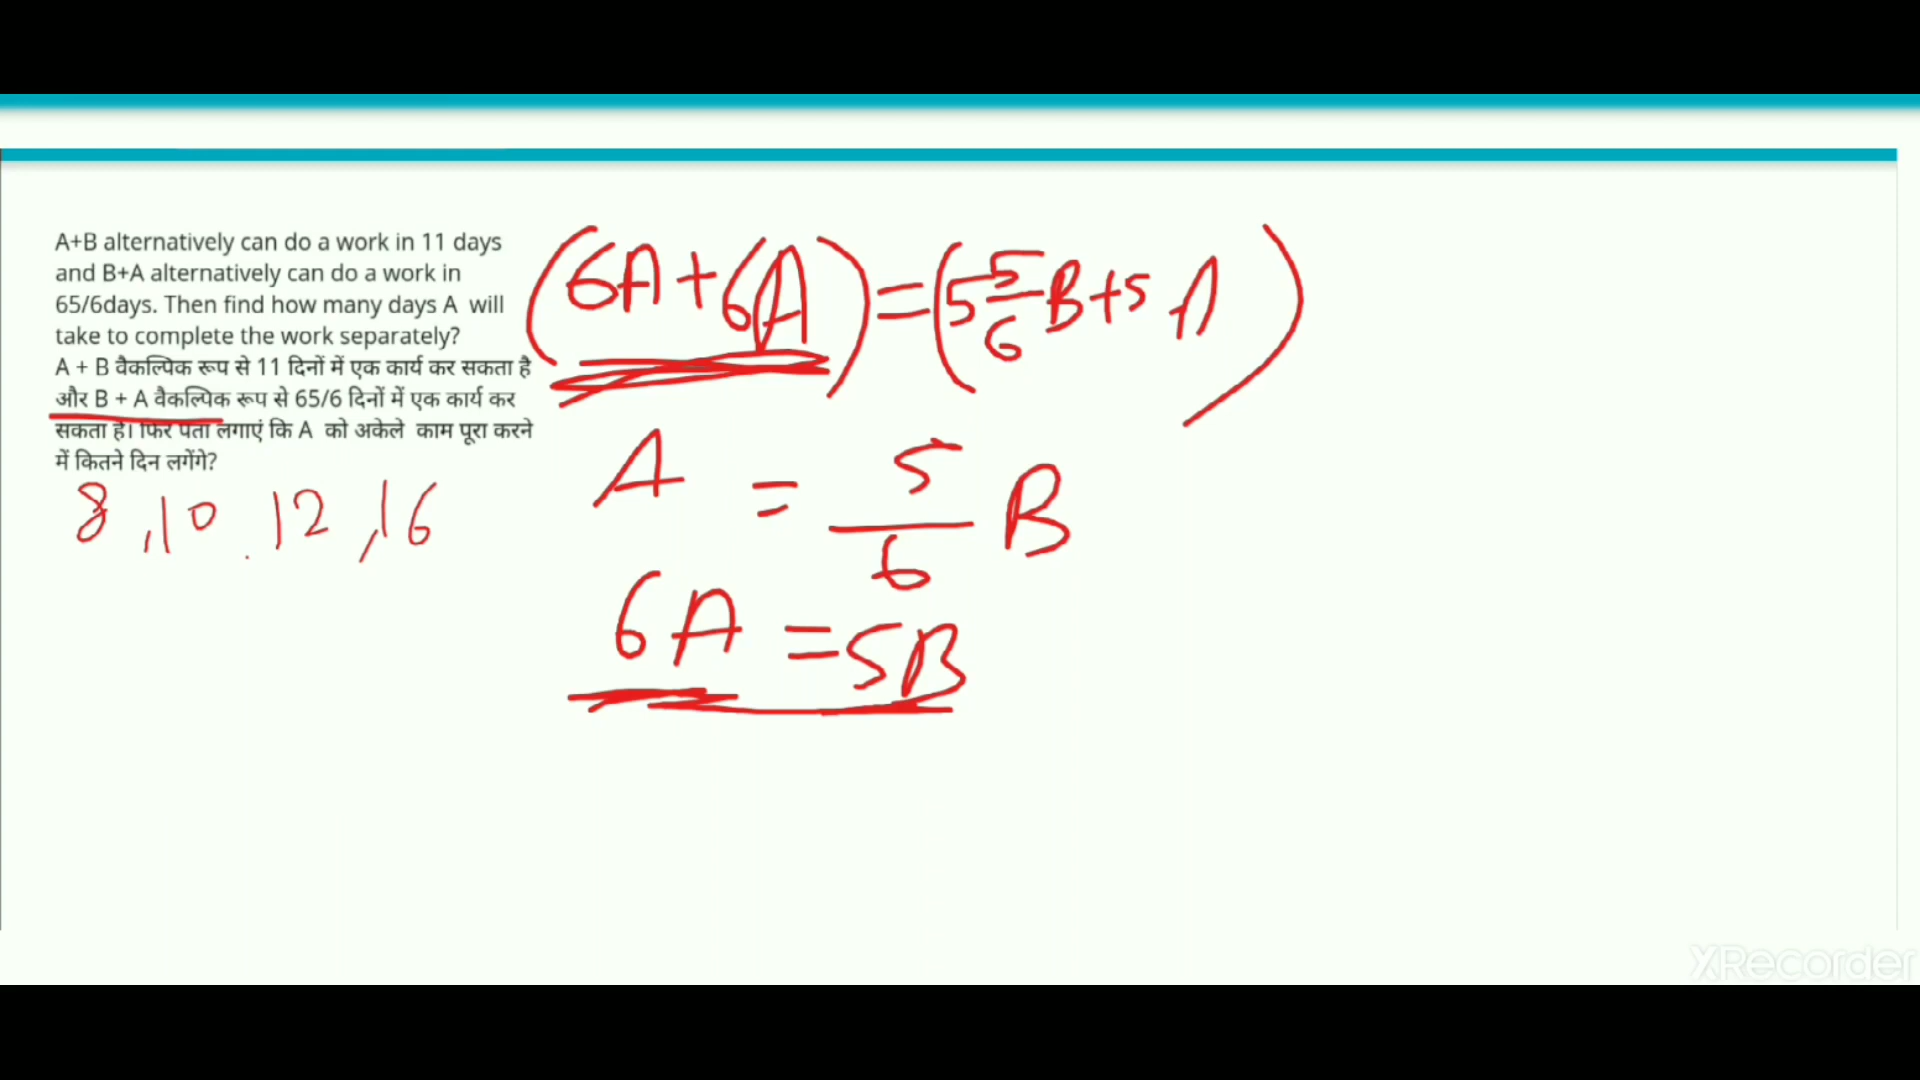 A+B alternatively can do a work in 11 days
and B+A alternatively can do a work in
65/6days. Then find how many days A will
take to complete the work separately?
A + B वैकल्पिक रूप से 11 दिनों में एक कार्य कर सकता है
और B + A वैकल्पिक रूप से 65/6 दिनों में एक कार्य कर
सकता है। फिर पता लगाएं कि A को अकेले काम पूरा करने
में कितने दिन लगेंगे?
8 , 10 . 12 , 16
(6A + 6A) = (5 5/6 B + 5 A)
A = 5/6 B
6A = 5B
XRecorder